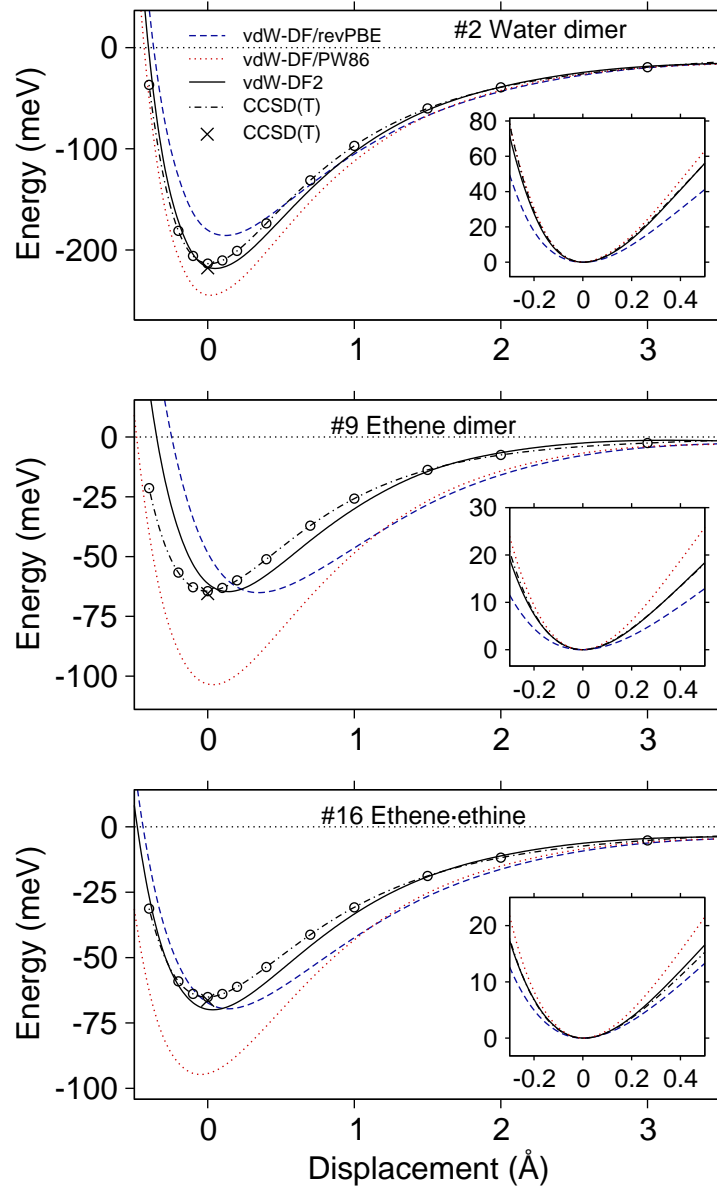 #2 Water dimer
vdW-DF/revPBE
vdW-DF/PW86
vdW-DF2
CCSD(T)
CCSD(T)
Energy (meV)
0
-100
-200
80
60
40
20
0
-0.2 0 0.2 0.4
0 1 2 3
#9 Ethene dimer
Energy (meV)
0
-25
-50
-75
-100
30
20
10
0
-0.2 0 0.2 0.4
0 1 2 3
#16 Ethene·ethine
Energy (meV)
0
-25
-50
-75
-100
20
10
0
-0.2 0 0.2 0.4
0 1 2 3
Displacement (Å)